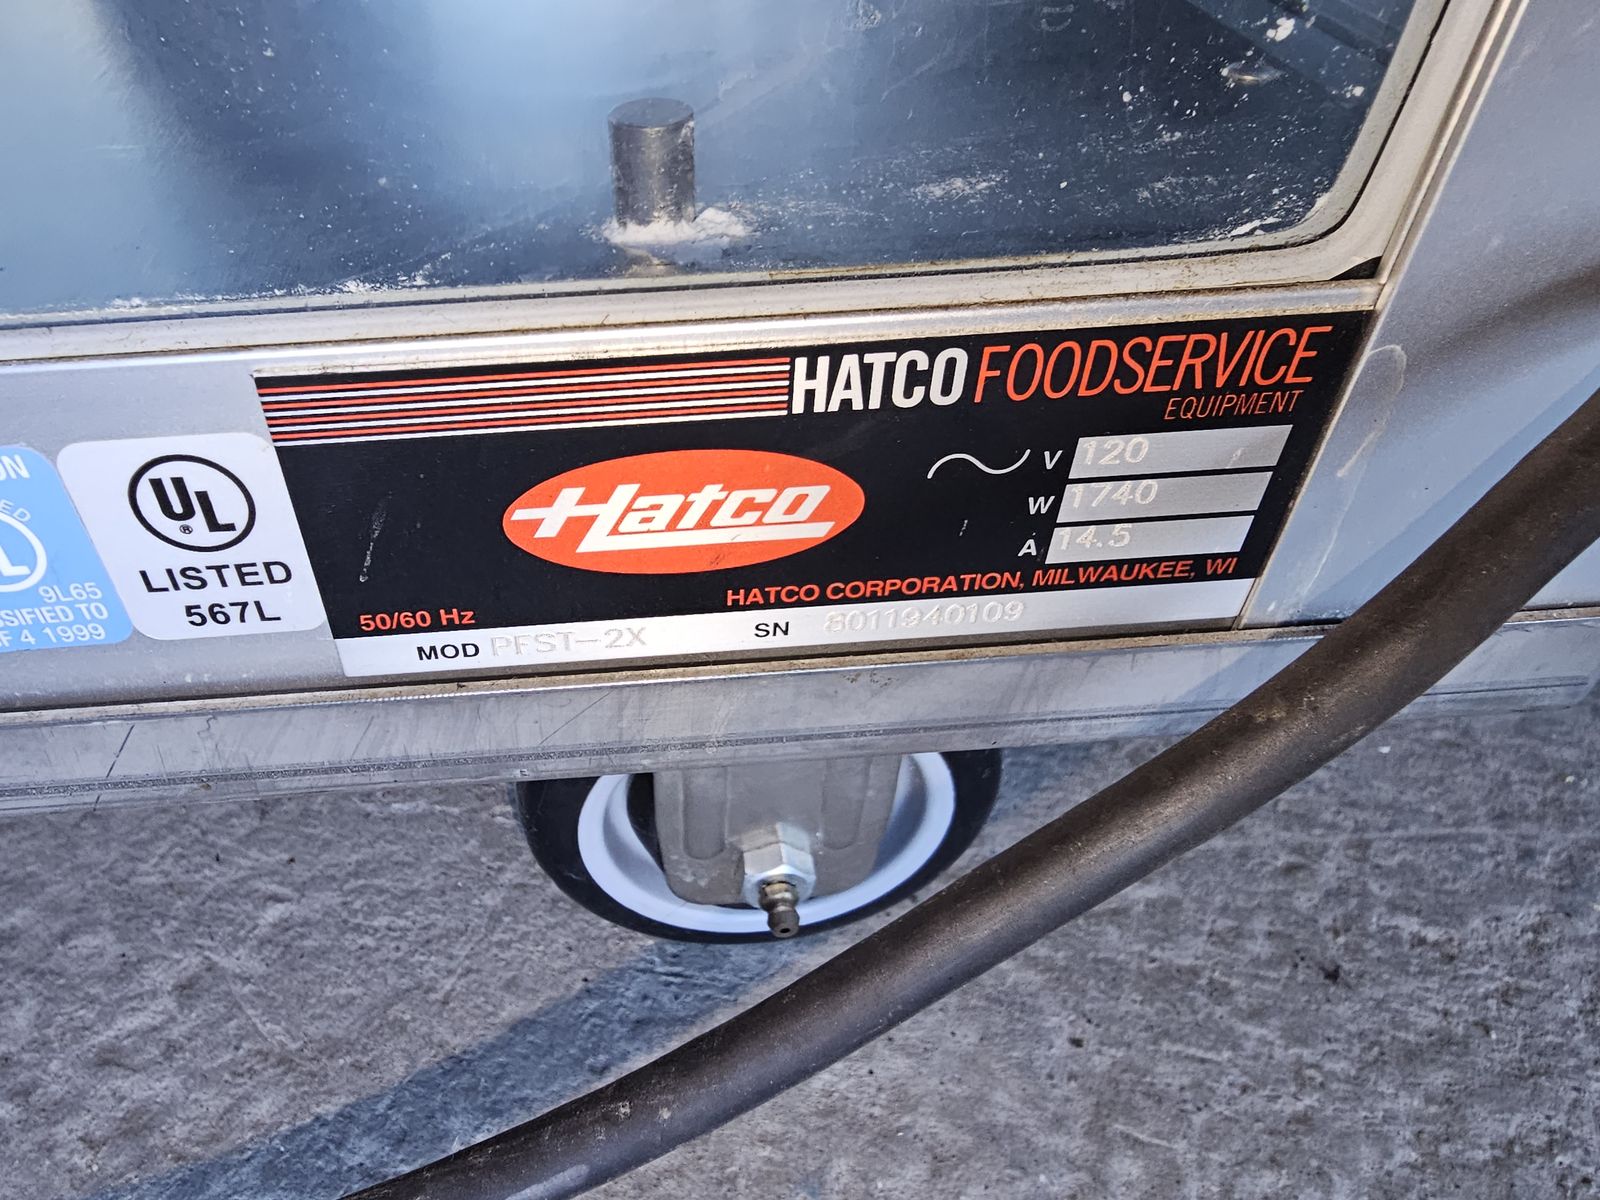 HATCO FOODSERVICE
EQUIPMENT
V 120
W 1740
A 14.5
Hatco
HATCO CORPORATION, MILWAUKEE, WI
50/60 Hz
MOD PFST-2X SN 8011940109
UL
®
LISTED
567L
ON
ED
L
9L65
SSIFIED TO
F 4 1999